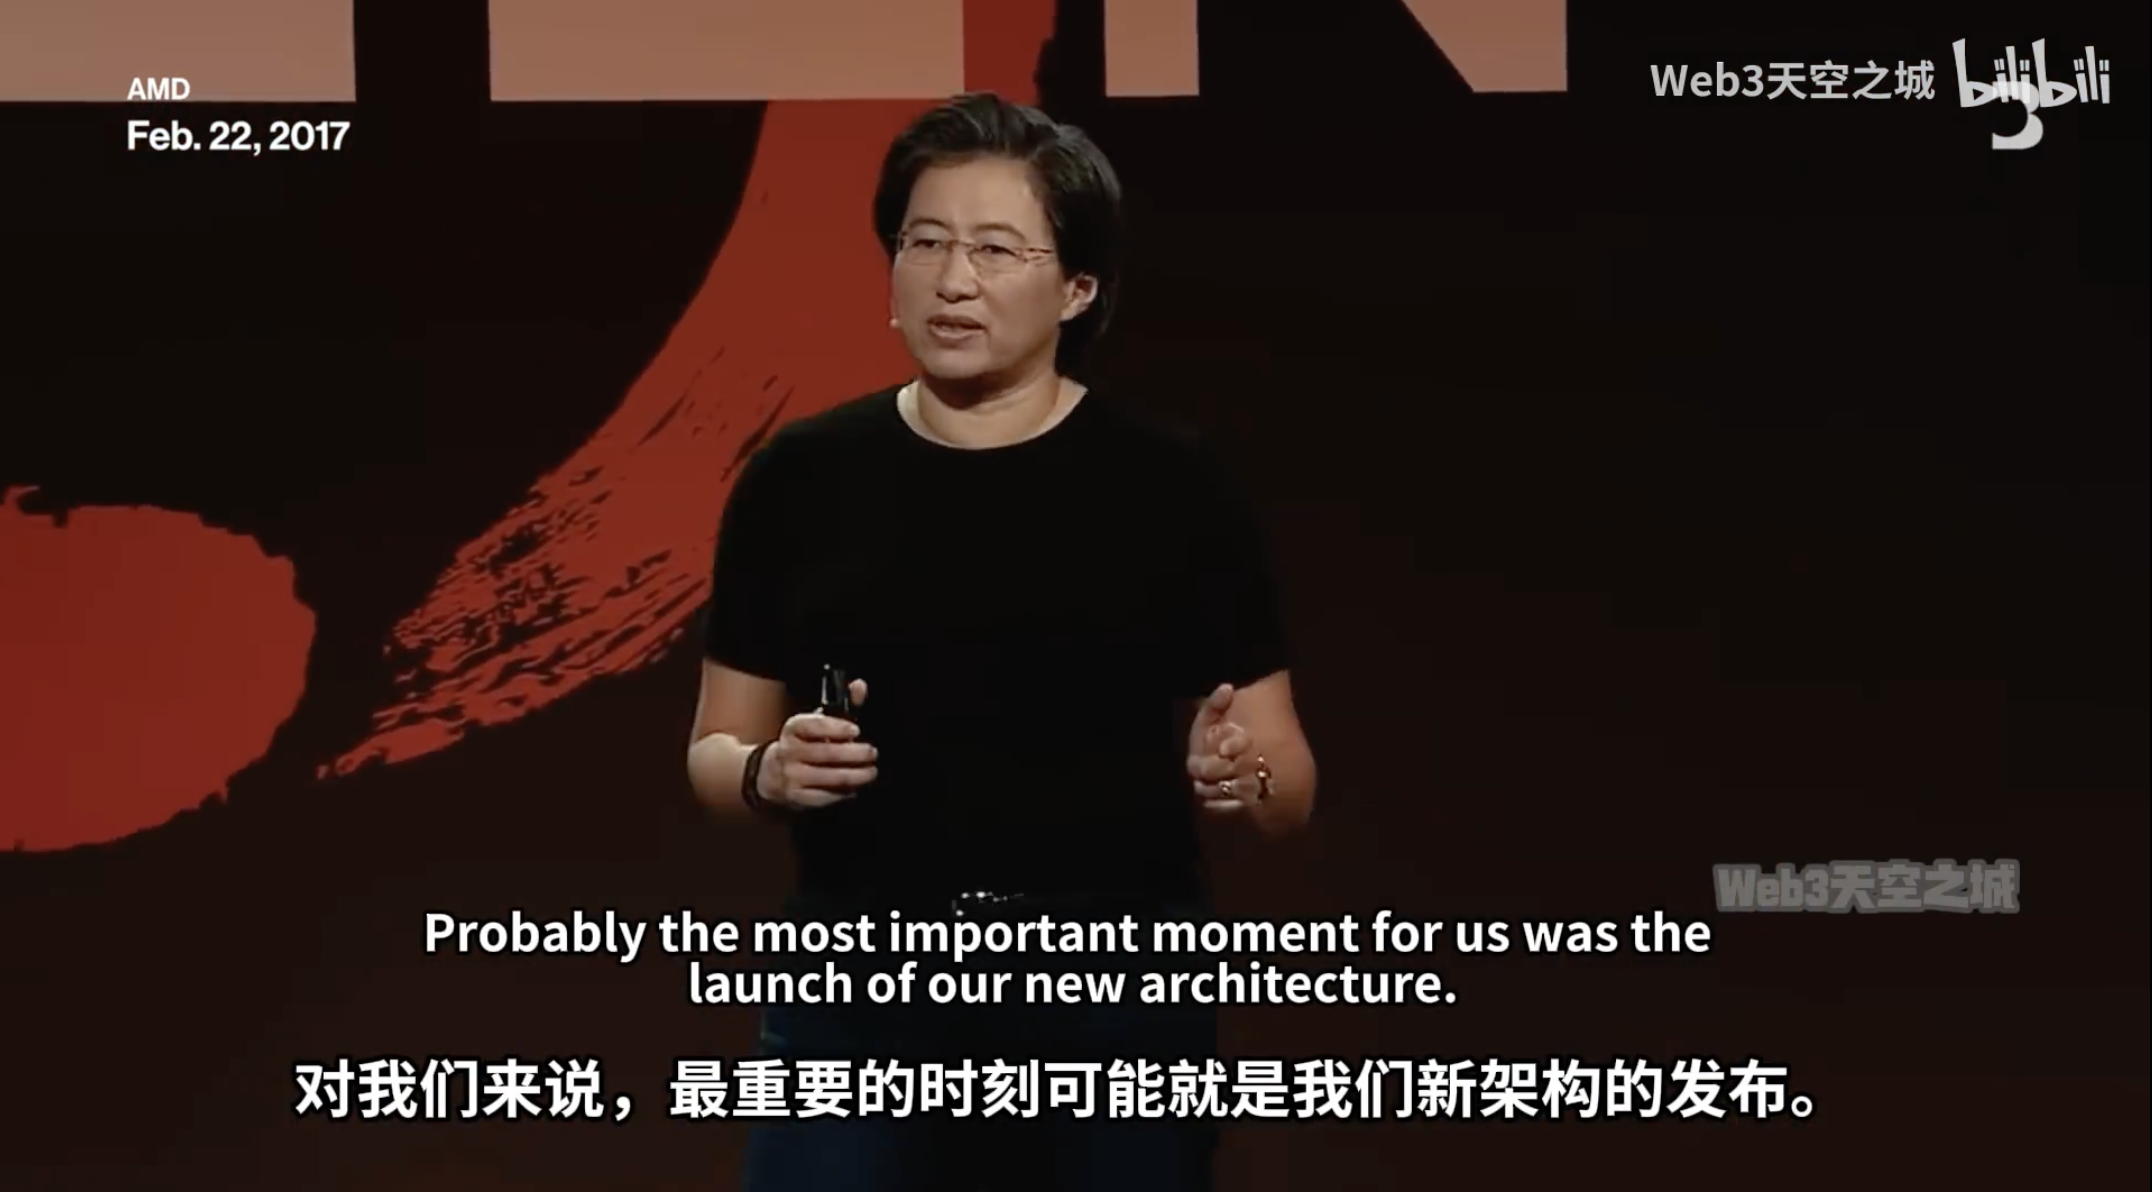 AMD
Feb. 22, 2017
Web3天空之城 bilibili
3
Web3天空之城
Probably the most important moment for us was the
launch of our new architecture.
对我们来说，最重要的时刻可能就是我们新架构的发布。